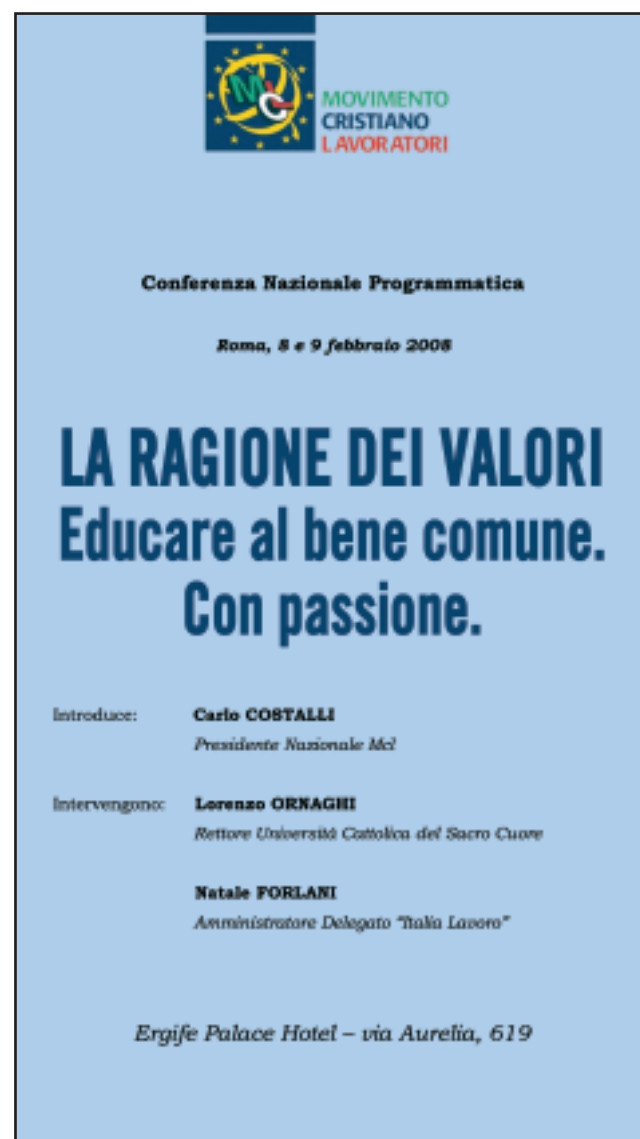 MCL
MOVIMENTO
CRISTIANO
LAVORATORI
Conferenza Nazionale Programmatica
Roma, 8 e 9 febbraio 2008
LA RAGIONE DEI VALORI
Educare al bene comune.
Con passione.
Introduce: Carlo COSTALLI
Presidente Nazionale Mcl
Intervengono: Lorenzo ORNAGHI
Rettore Università Cattolica del Sacro Cuore
Natale FORLANI
Amministratore Delegato "Italia Lavoro"
Ergife Palace Hotel – via Aurelia, 619